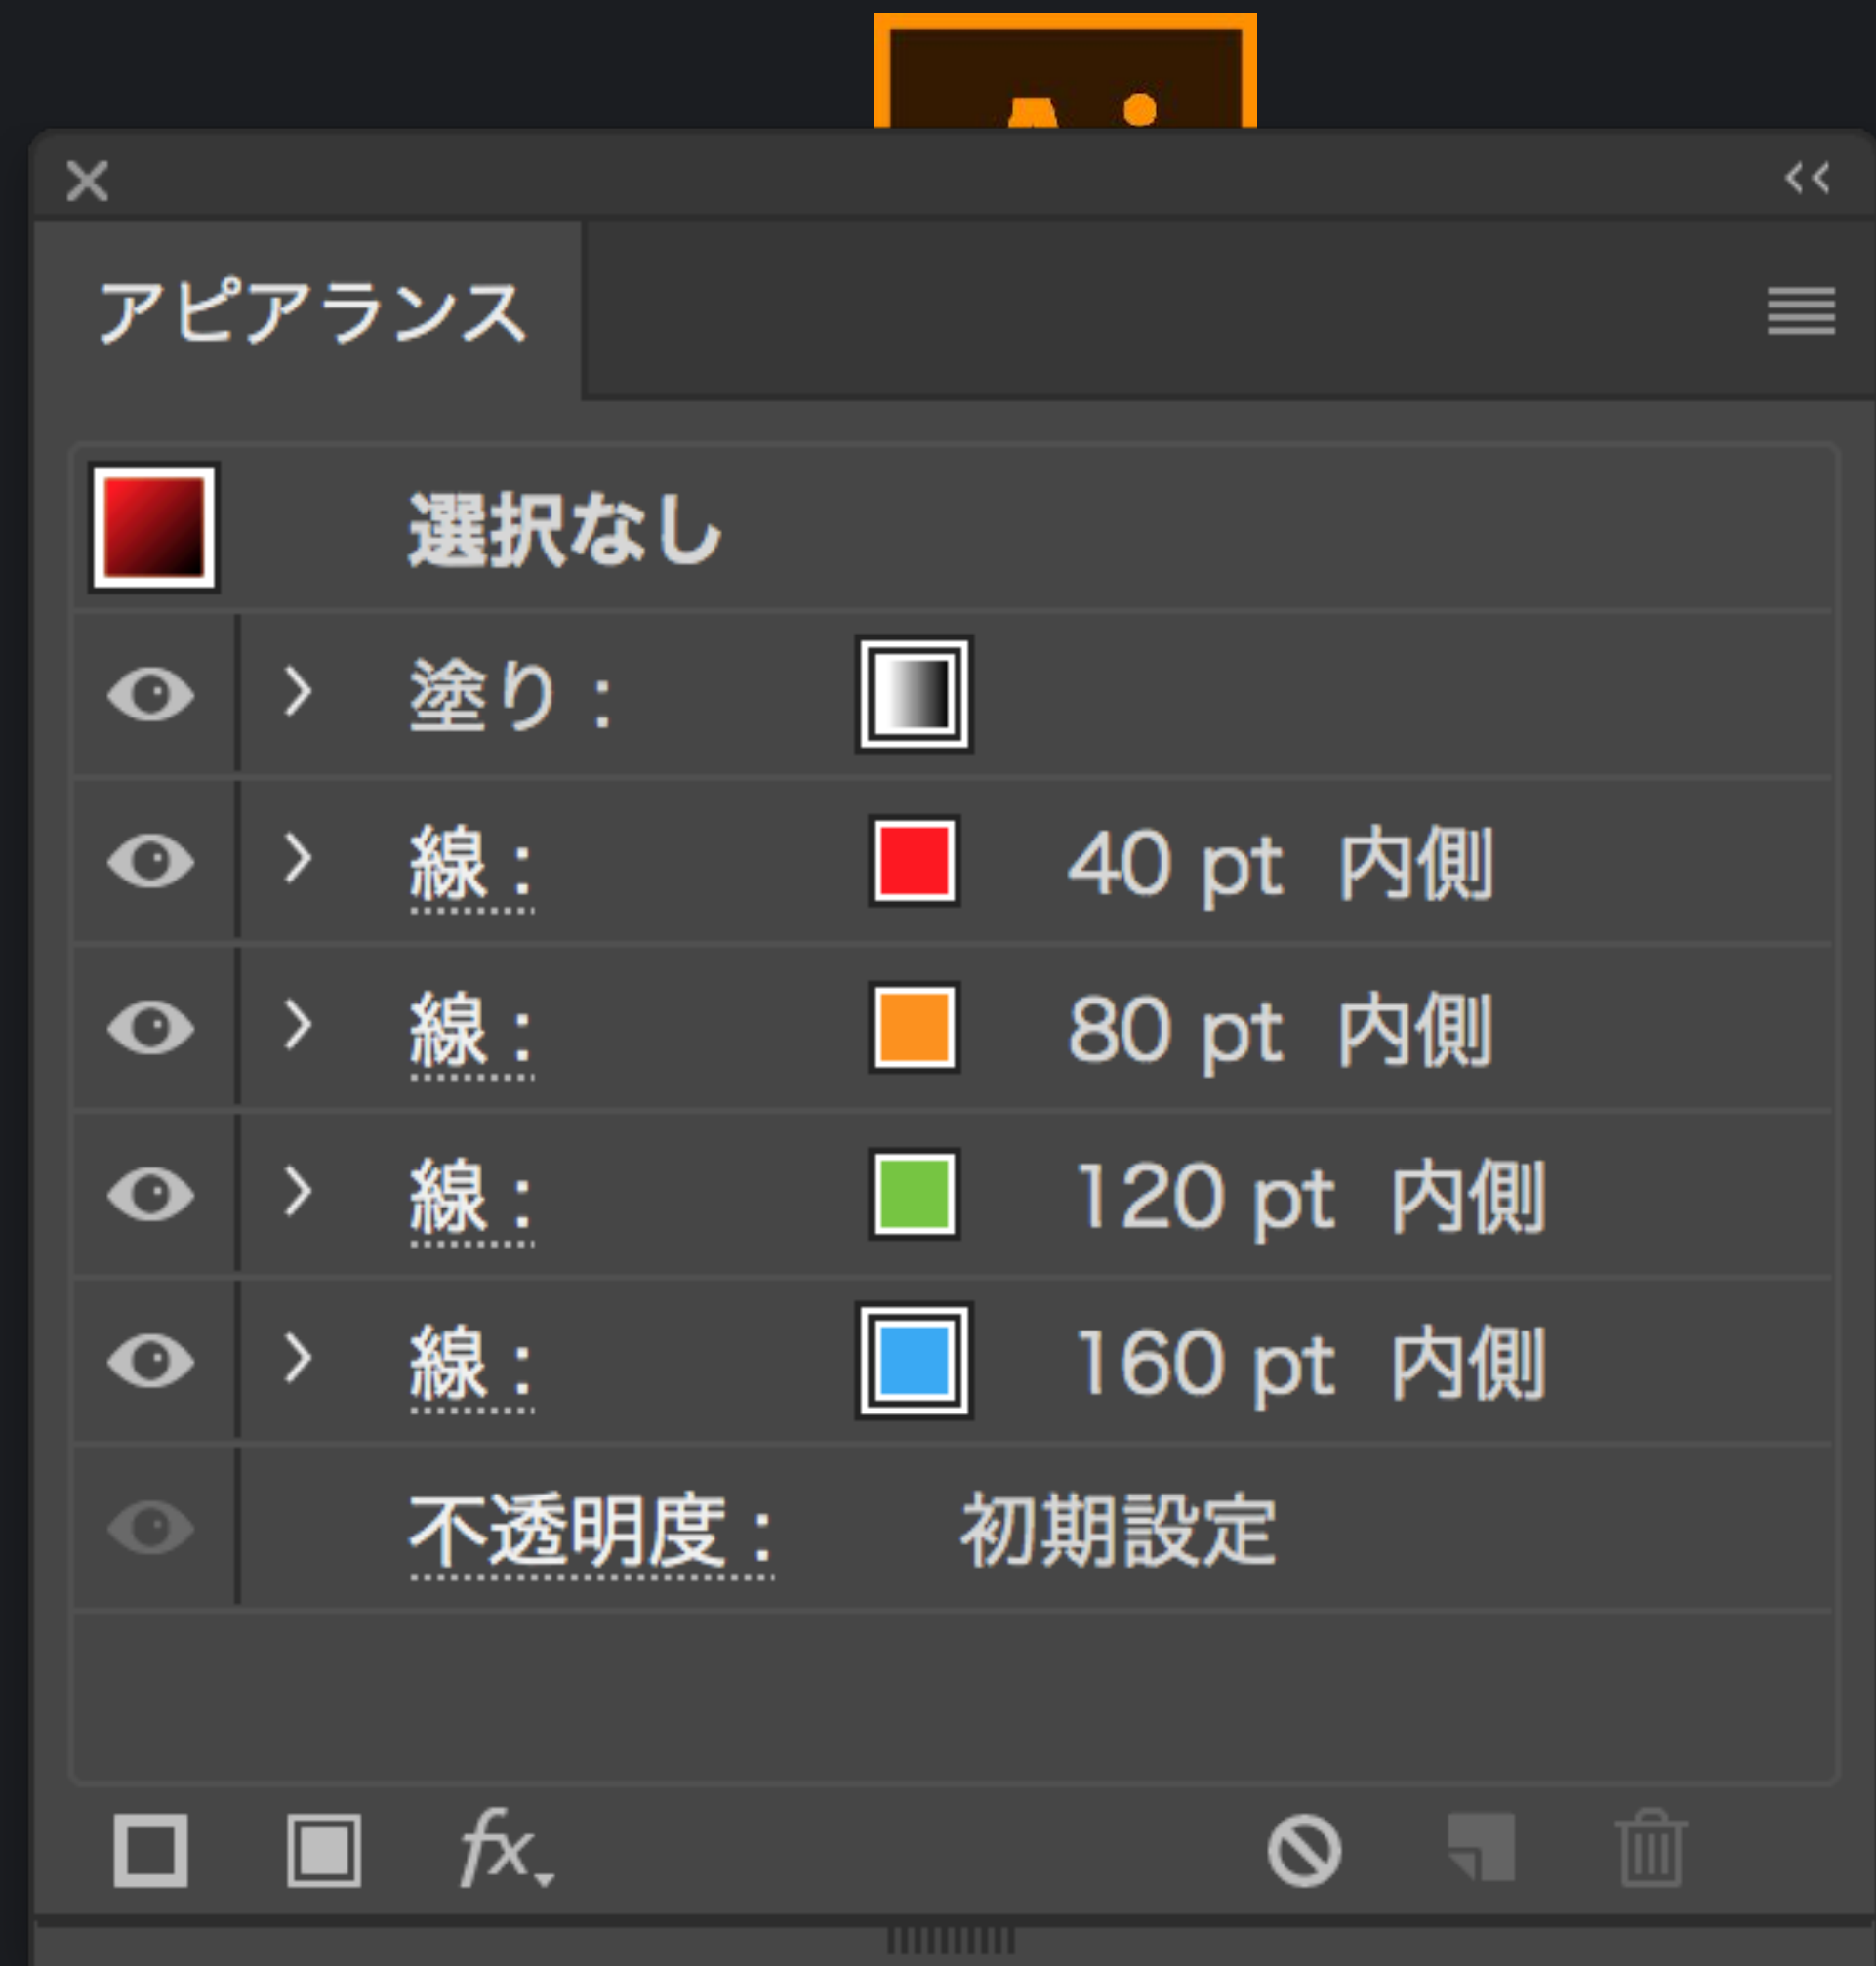 アピアランス
選択なし
塗り：
線： 40 pt 内側
線： 80 pt 内側
線： 120 pt 内側
線： 160 pt 内側
不透明度： 初期設定
fx